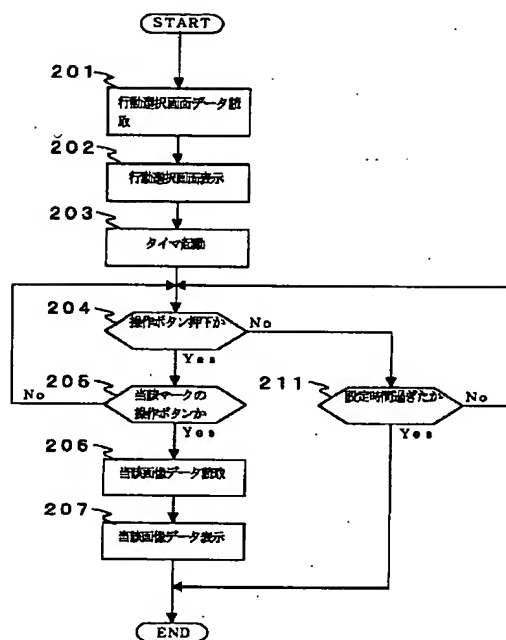 START
201
行動選択画面データ読
取
202
行動選択画面表示
203
タイマ起動
204
操作ボタン押下か
No
Yes
205
当該マークの
操作ボタンか
No
Yes
211
設定時間過ぎたか
No
Yes
206
当該画像データ読取
207
当該画像データ表示
END